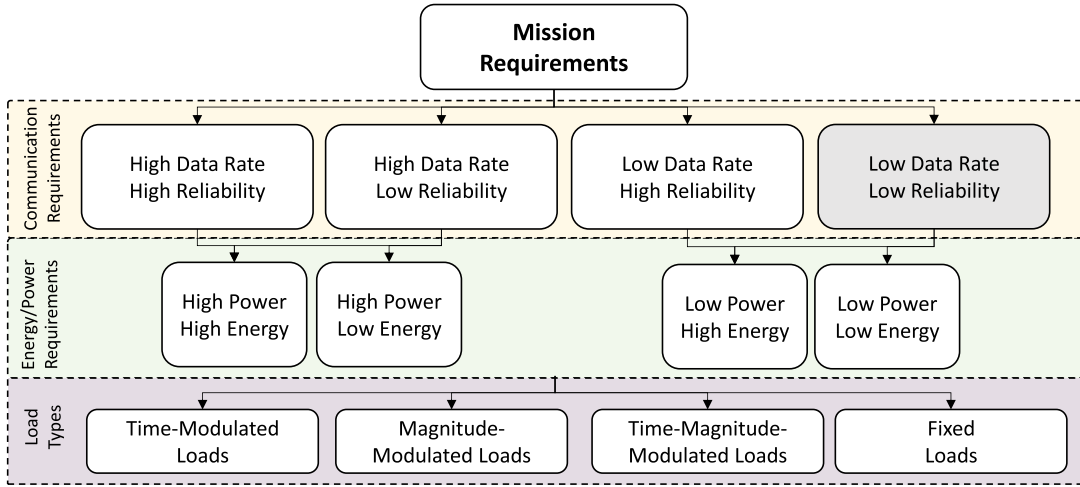 Mission
Requirements
Communication
Requirements
High Data Rate
High Reliability
High Data Rate
Low Reliability
Low Data Rate
High Reliability
Low Data Rate
Low Reliability
Energy/Power
Requirements
High Power
High Energy
High Power
Low Energy
Low Power
High Energy
Low Power
Low Energy
Load
Types
Time-Modulated
Loads
Magnitude-
Modulated Loads
Time-Magnitude-
Modulated Loads
Fixed
Loads